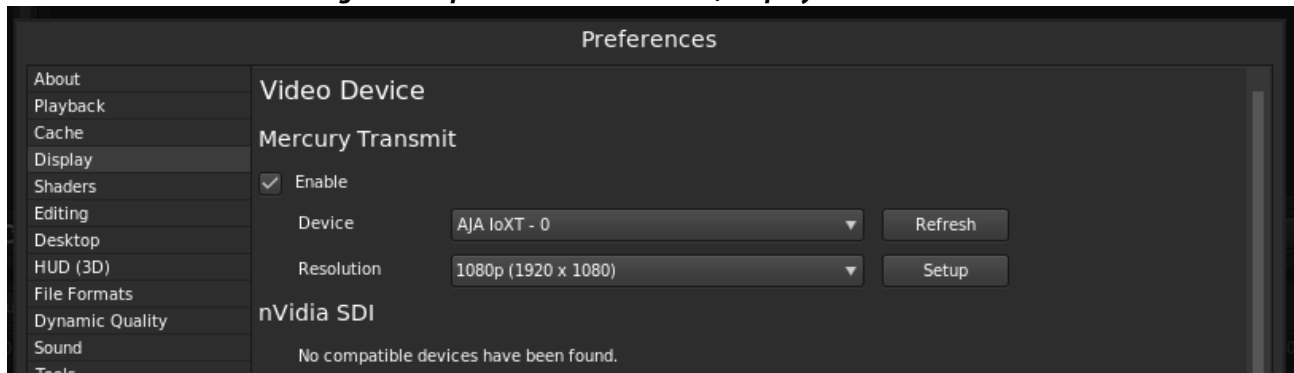 Preferences
About
Playback
Cache
Display
Shaders
Editing
Desktop
HUD (3D)
File Formats
Dynamic Quality
Sound
Tools
Video Device
Mercury Transmit
Enable
Device AJA IoXT - 0 Refresh
Resolution 1080p (1920 x 1080) Setup
nVidia SDI
No compatible devices have been found.